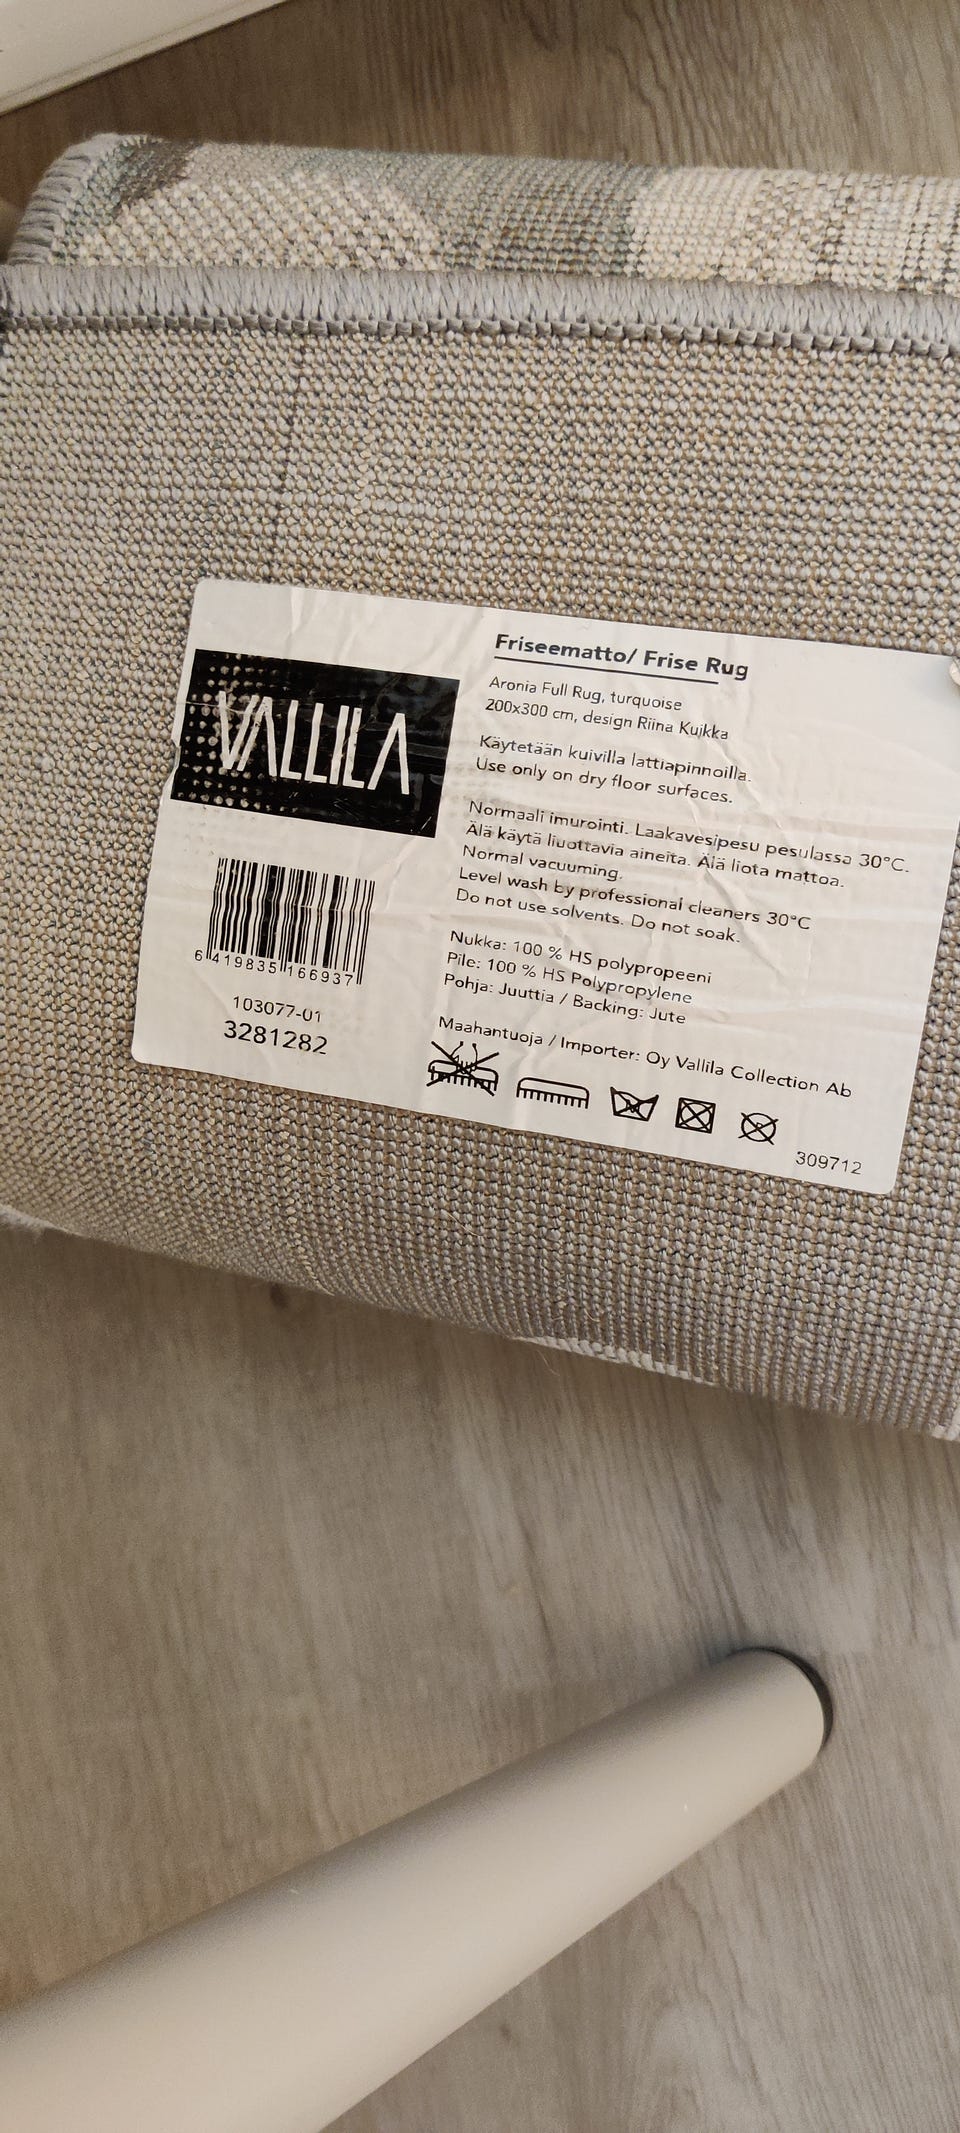 VALLILA
6 419835 166937
103077-01
3281282
Friseematto/ Frise Rug
Aronia Full Rug, turquoise
200x300 cm, design Riina Kuikka
Käytetään kuivilla lattiapinnoilla.
Use only on dry floor surfaces.
Normaali imurointi. Laakavesipesu pesulassa 30°C.
Älä käytä liuottavia aineita. Älä liota mattoa.
Normal vacuuming.
Level wash by professional cleaners 30°C
Do not use solvents. Do not soak.
Nukka: 100 % HS polypropeeni
Pile: 100 % HS Polypropylene
Pohja: Juuttia / Backing: Jute
Maahantuoja / Importer: Oy Vallila Collection Ab
309712